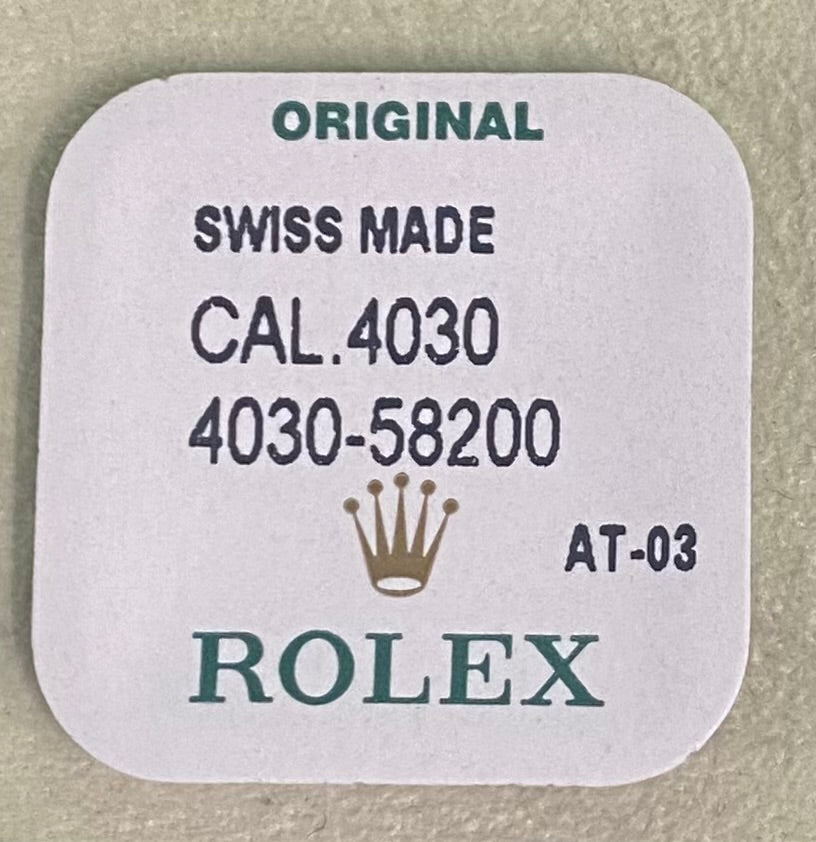 ORIGINAL
SWISS MADE
CAL.4030
4030-58200
AT-03
ROLEX